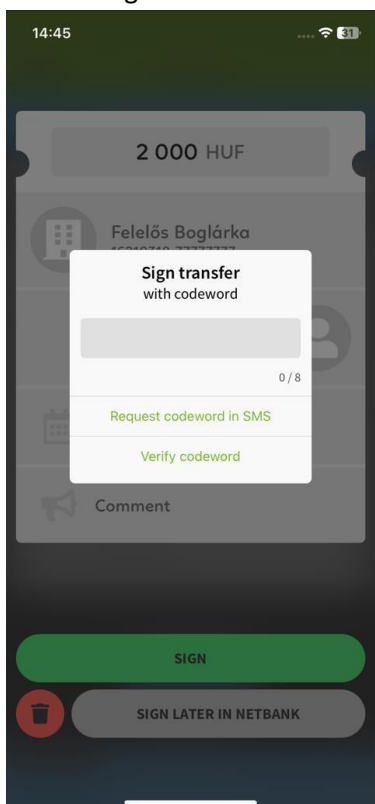 14:45
31
2 000 HUF
Felelős Boglárka
Sign transfer
with codeword
0 / 8
Request codeword in SMS
Verify codeword
Comment
SIGN
SIGN LATER IN NETBANK